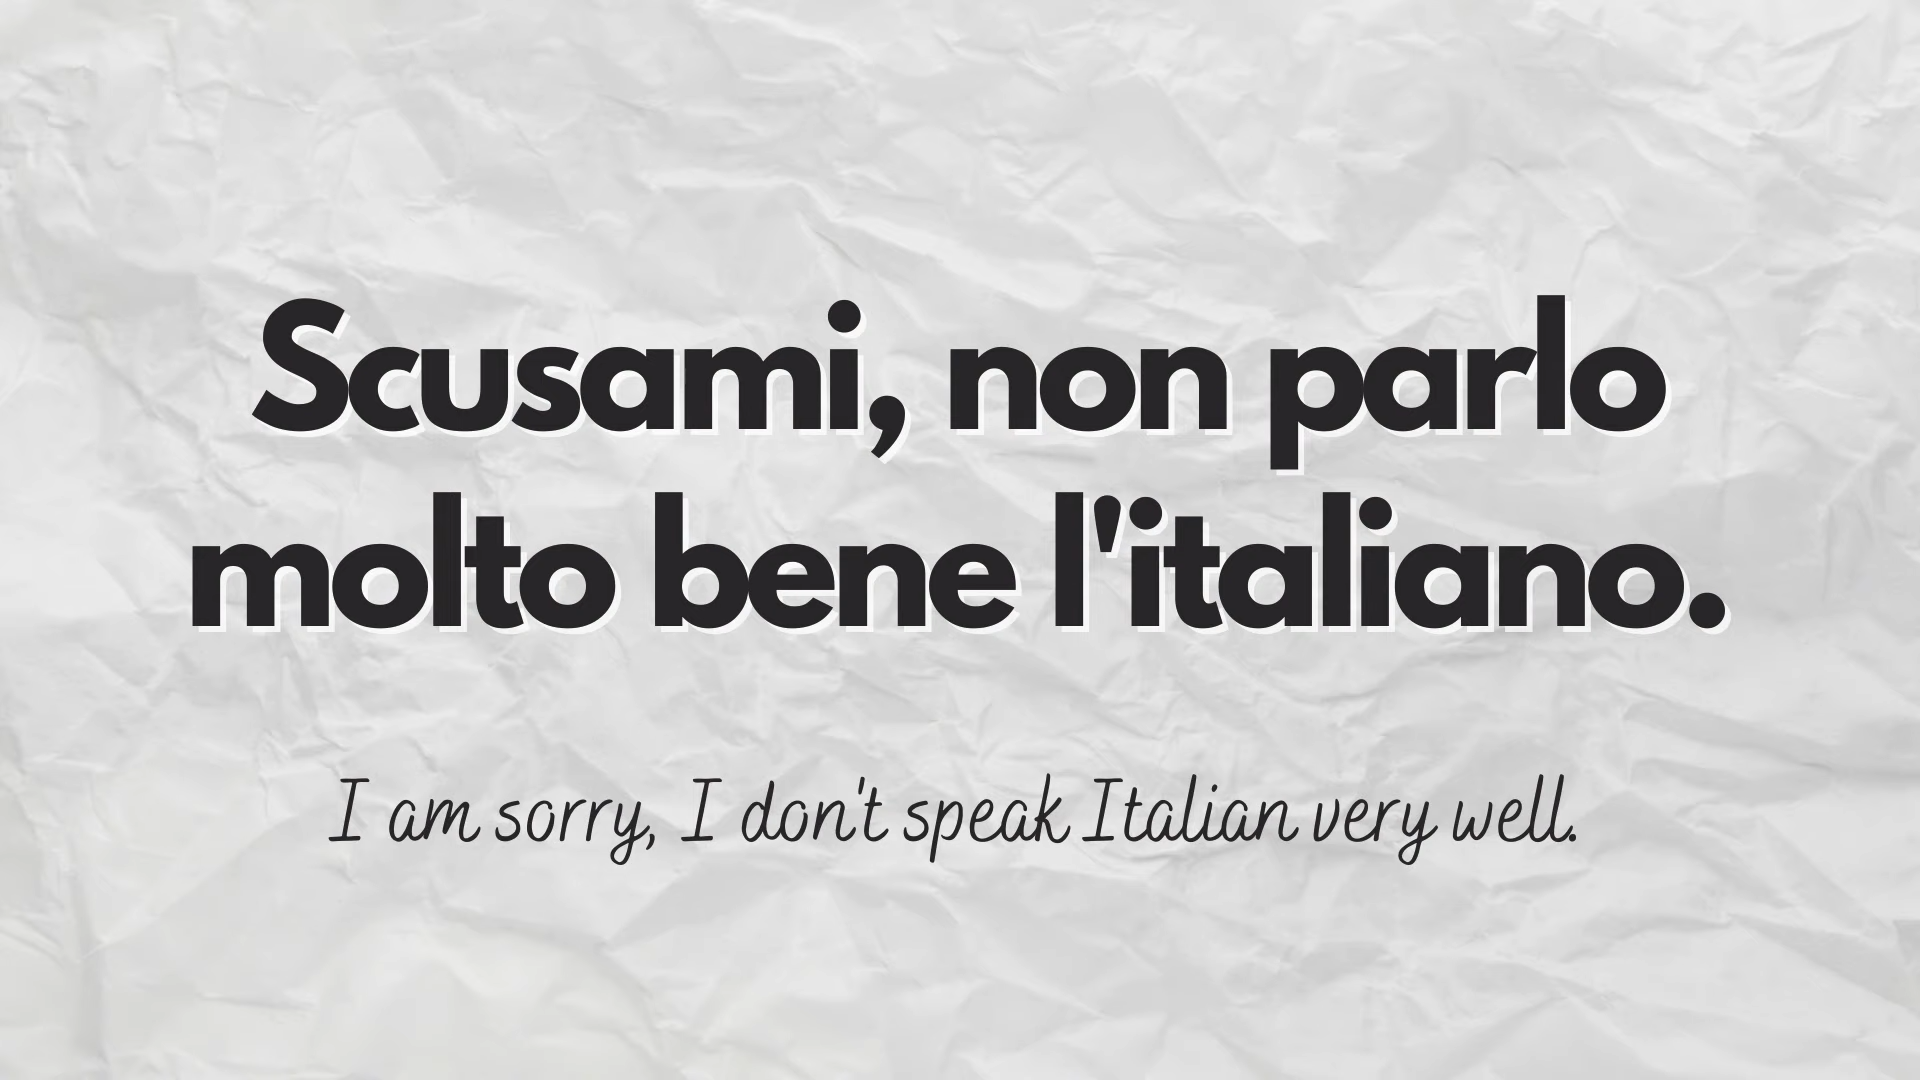 Scusami, non parlo
molto bene l'italiano.
I am sorry, I don't speak Italian very well.